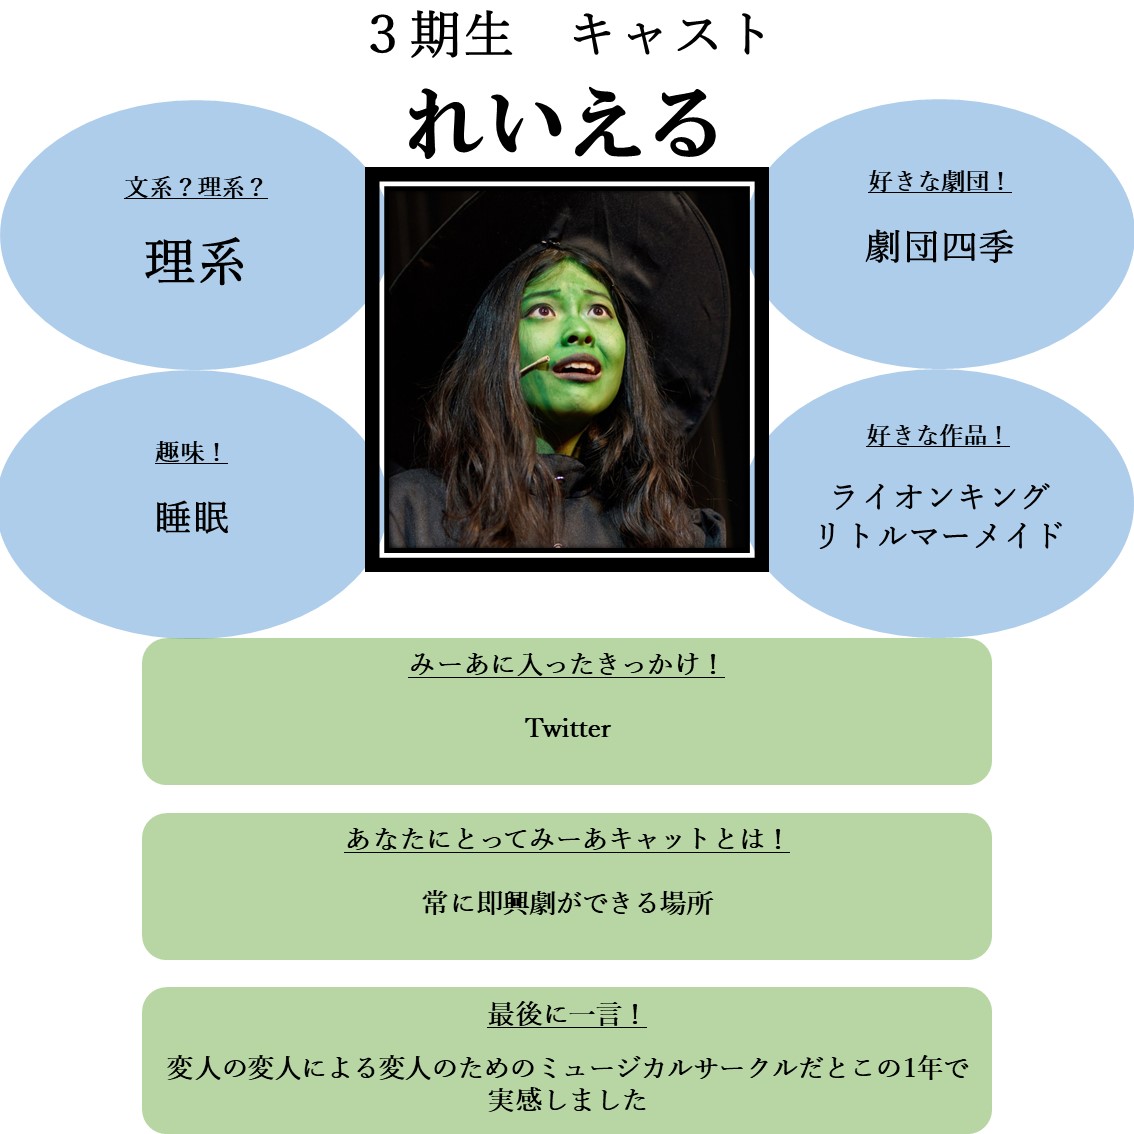 ３期生　キャスト
れいえる
文系？理系？
理系
好きな劇団！
劇団四季
趣味！
睡眠
好きな作品！
ライオンキング
リトルマーメイド
みーあに入ったきっかけ！
Twitter
あなたにとってみーあキャットとは！
常に即興劇ができる場所
最後に一言！
変人の変人による変人のためのミュージカルサークルだとこの1年で
実感しました